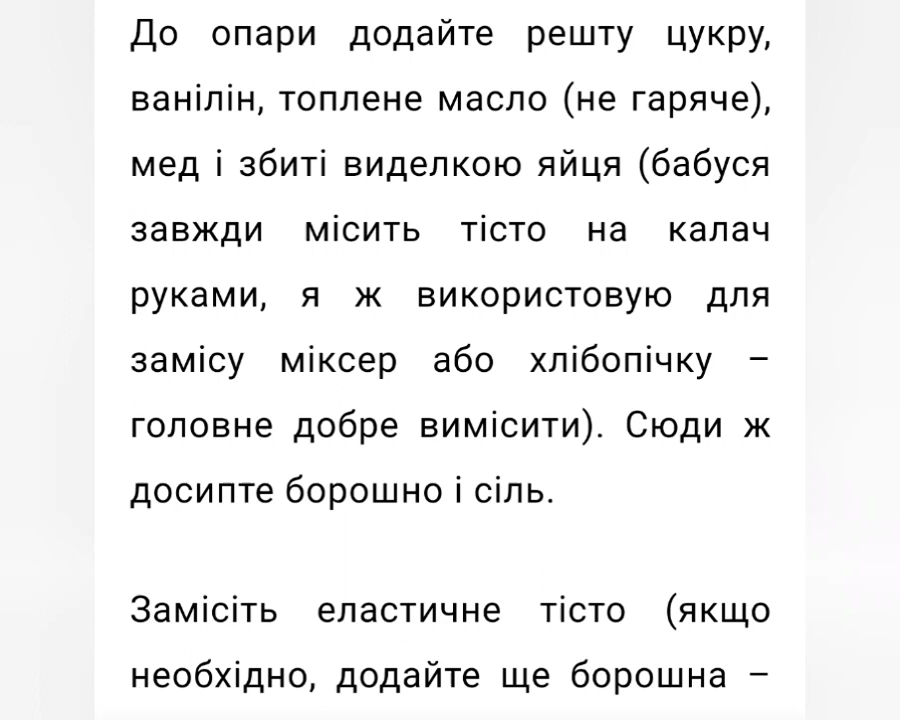 До опари додайте решту цукру,
ванілін, топлене масло (не гаряче),
мед і збиті виделкою яйця (бабуся
завжди місить тісто на калач
руками, я ж використовую для
замісу міксер або хлібопічку –
головне добре вимісити). Сюди ж
досипте борошно і сіль.
Замісіть еластичне тісто (якщо
необхідно, додайте ще борошна –